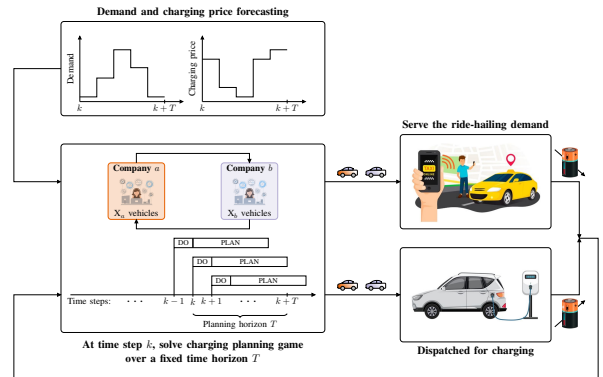 Demand and charging price forecasting
Demand
k
k + T
Charging price
k
k + T
Serve the ride-hailing demand
Company a
X_a vehicles
Company b
X_b vehicles
DO PLAN
DO PLAN
DO PLAN
Time steps: · · · k − 1 k k + 1 · · · k + T
Planning horizon T
At time step k, solve charging planning game
over a fixed time horizon T
Dispatched for charging